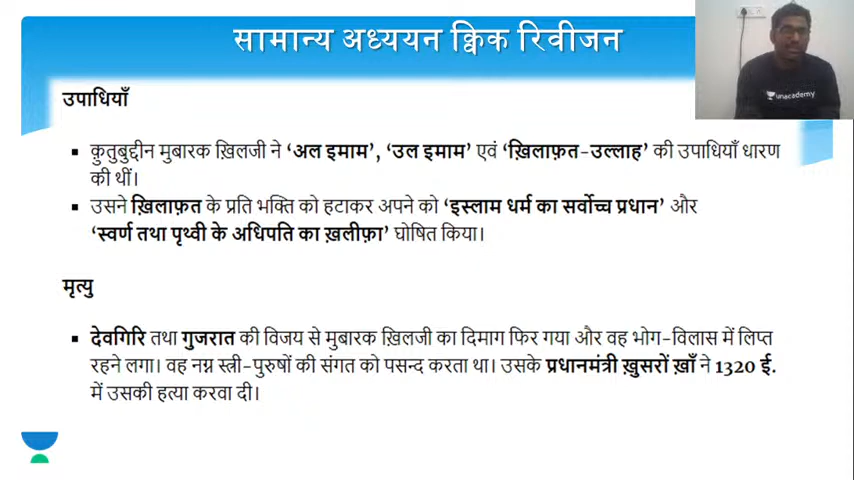 सामान्य अध्ययन क्विक रिवीजन
unacademy
उपाधियाँ
▪ क़ुतुबुद्दीन मुबारक ख़िलजी ने ‘अल इमाम’, ‘उल इमाम’ एवं ‘ख़िलाफ़त-उल्लाह’ की उपाधियाँ धारण
की थीं।
▪ उसने ख़िलाफ़त के प्रति भक्ति को हटाकर अपने को ‘इस्लाम धर्म का सर्वोच्च प्रधान’ और
‘स्वर्ण तथा पृथ्वी के अधिपति का ख़लीफ़ा’ घोषित किया।
मृत्यु
▪ देवगिरि तथा गुजरात की विजय से मुबारक ख़िलजी का दिमाग फिर गया और वह भोग-विलास में लिप्त
रहने लगा। वह नग्न स्त्री-पुरुषों की संगत को पसन्द करता था। उसके प्रधानमंत्री ख़ुसरों ख़ाँ ने 1320 ई.
में उसकी हत्या करवा दी।